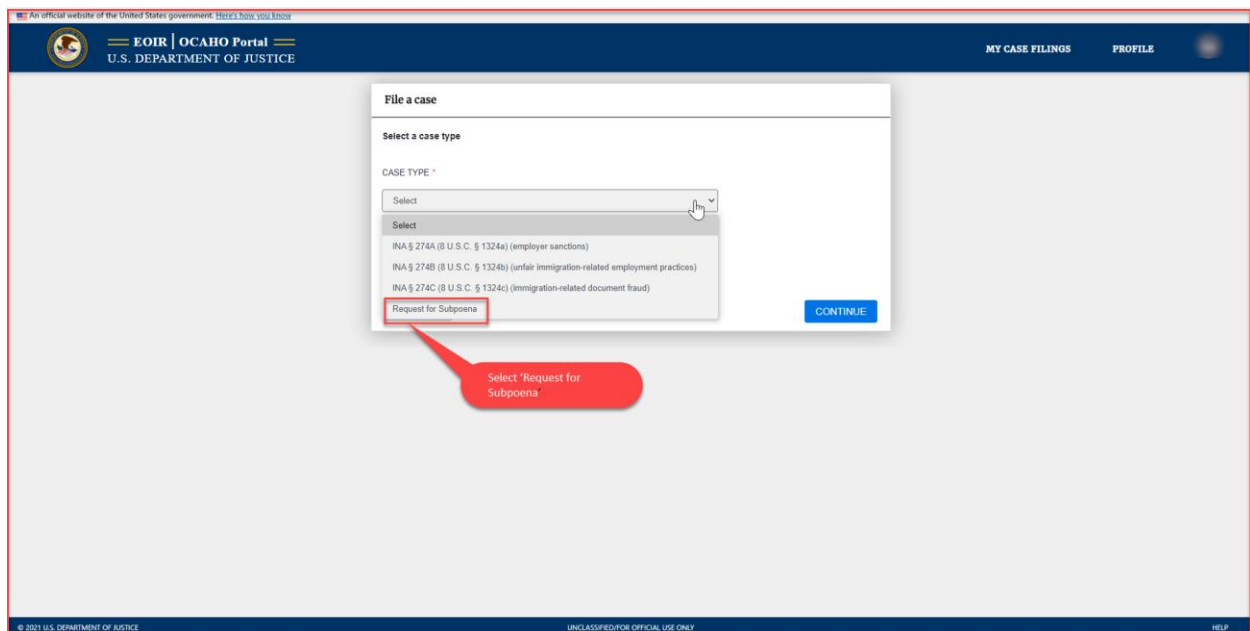 An official website of the United States government. Here's how you know
EOIR | OCAHO Portal
U.S. DEPARTMENT OF JUSTICE
MY CASE FILINGS
PROFILE
File a case
Select a case type
CASE TYPE *
Select
Select
INA § 274A (8 U.S.C. § 1324a) (employer sanctions)
INA § 274B (8 U.S.C. § 1324b) (unfair immigration-related employment practices)
INA § 274C (8 U.S.C. § 1324c) (immigration-related document fraud)
Request for Subpoena
CONTINUE
Select 'Request for
Subpoena'
© 2021 U.S. DEPARTMENT OF JUSTICE
UNCLASSIFIED/FOR OFFICIAL USE ONLY
HELP